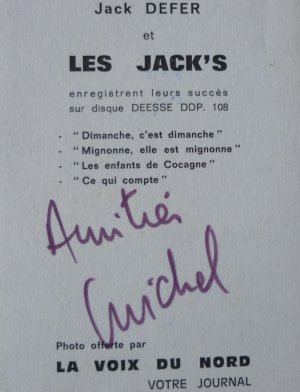 Jack DEFER
et
LES JACK'S
enregistrent leurs succès
sur disque DEESSE DDP. 108
- "Dimanche, c'est dimanche"
- "Mignonne, elle est mignonne"
- "Les enfants de Cocagne"
- "Ce qui compte"
Amitiés
Michel
Photo offerte par
LA VOIX DU NORD
VOTRE JOURNAL